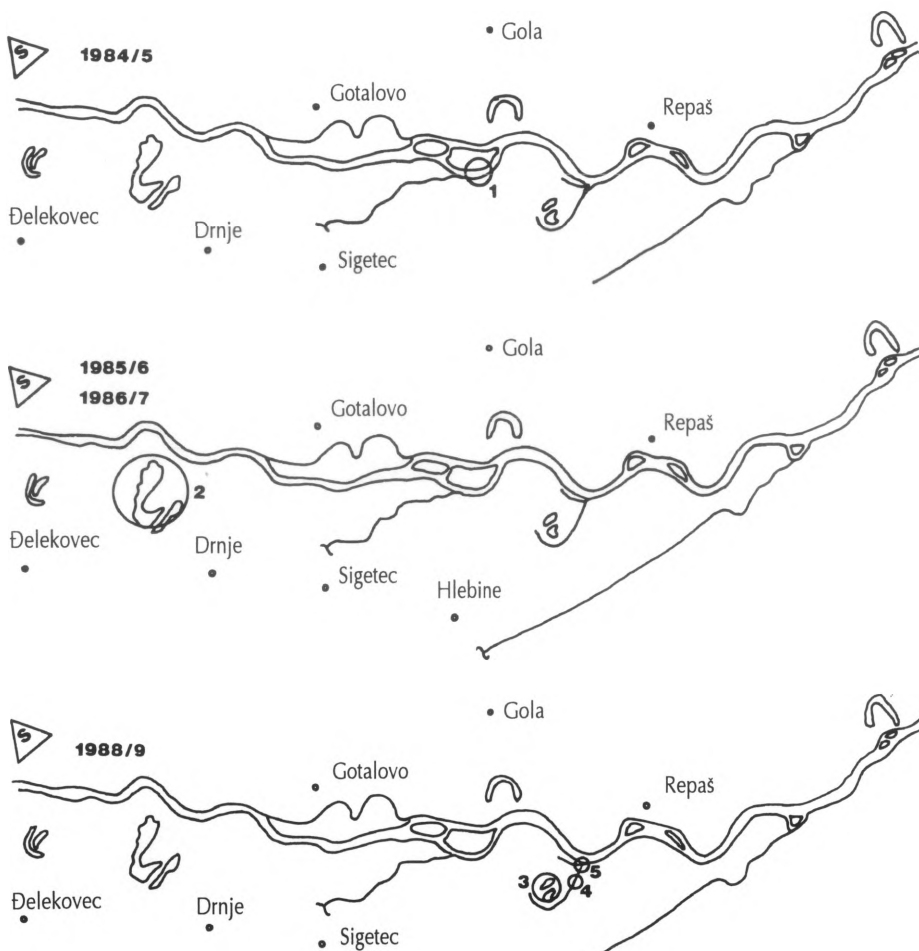 Gola
S
1984/5
Gotalovo
Repaš
1
Đelekovec
Drnje
Sigetec
Gola
S
1985/6
1986/7
Gotalovo
Repaš
2
Đelekovec
Drnje
Sigetec
Hlebine
Gola
S
1988/9
Gotalovo
Repaš
5
3
4
Đelekovec
Drnje
Sigetec